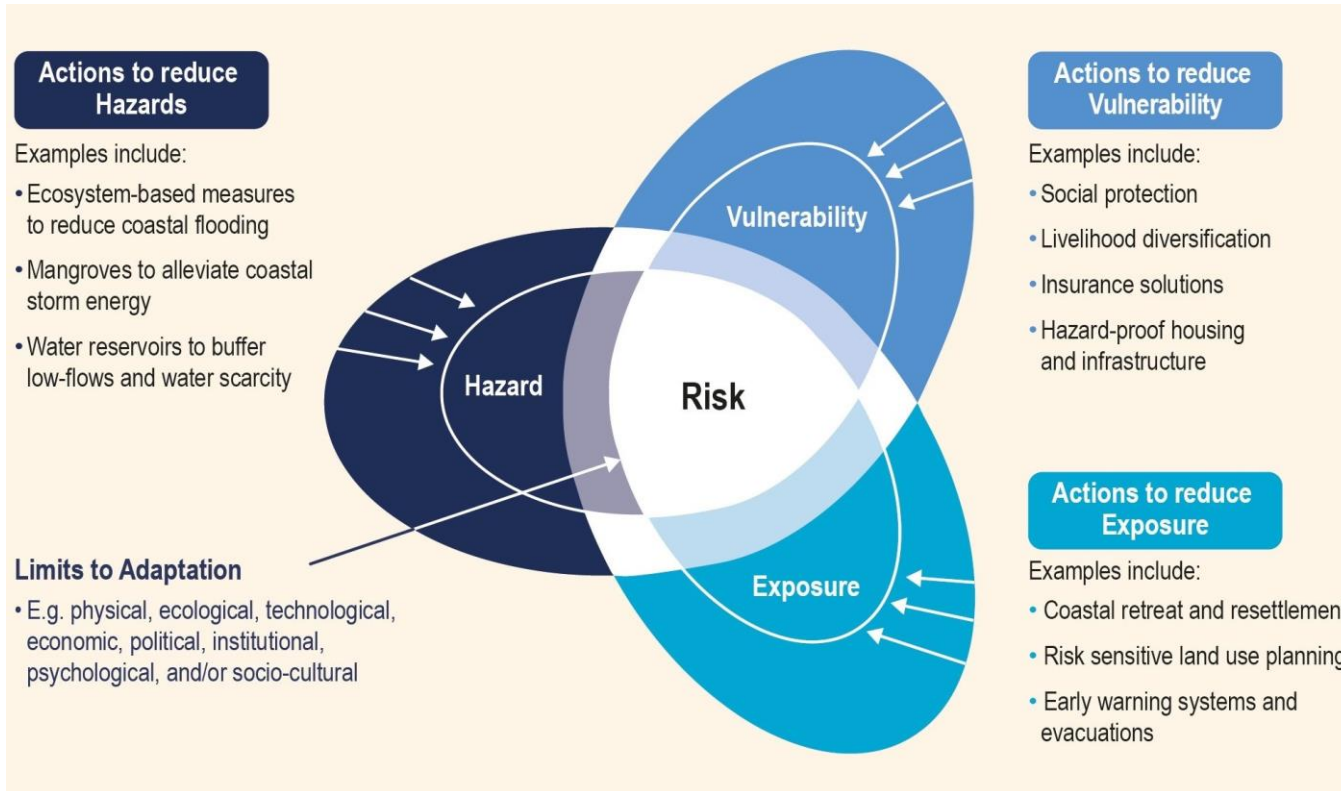 Actions to reduce
Hazards
Examples include:
• Ecosystem-based measures
to reduce coastal flooding
• Mangroves to alleviate coastal
storm energy
• Water reservoirs to buffer
low-flows and water scarcity
Limits to Adaptation
• E.g. physical, ecological, technological,
economic, political, institutional,
psychological, and/or socio-cultural
Vulnerability
Hazard
Risk
Exposure
Actions to reduce
Vulnerability
Examples include:
• Social protection
• Livelihood diversification
• Insurance solutions
• Hazard-proof housing
and infrastructure
Actions to reduce
Exposure
Examples include:
• Coastal retreat and resettlemen
• Risk sensitive land use planning
• Early warning systems and
evacuations